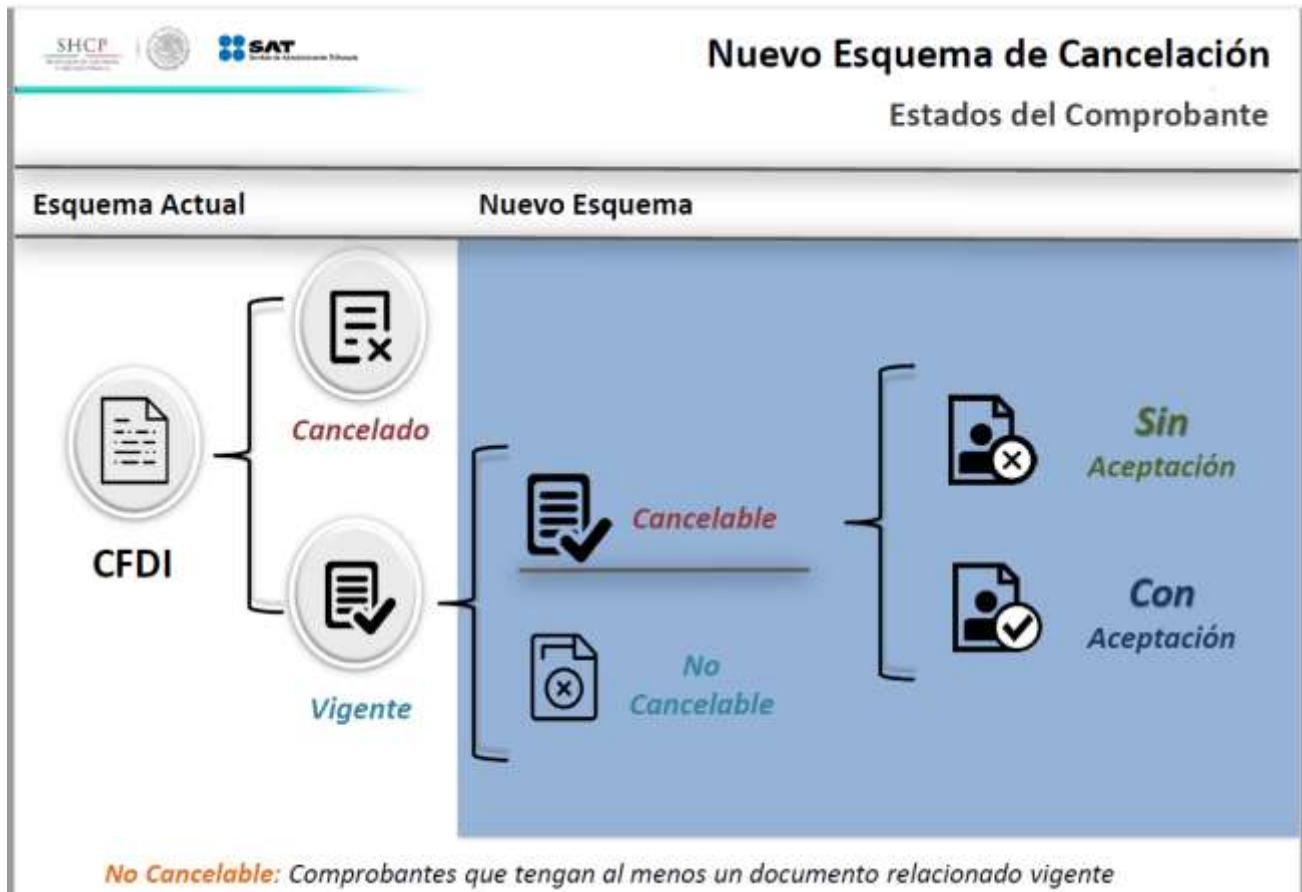 SHCP
SAT
Nuevo Esquema de Cancelación
Estados del Comprobante
Esquema Actual
Nuevo Esquema
CFDI
Cancelado
Vigente
Cancelable
No
Cancelable
Sin
Aceptación
Con
Aceptación
No Cancelable: Comprobantes que tengan al menos un documento relacionado vigente